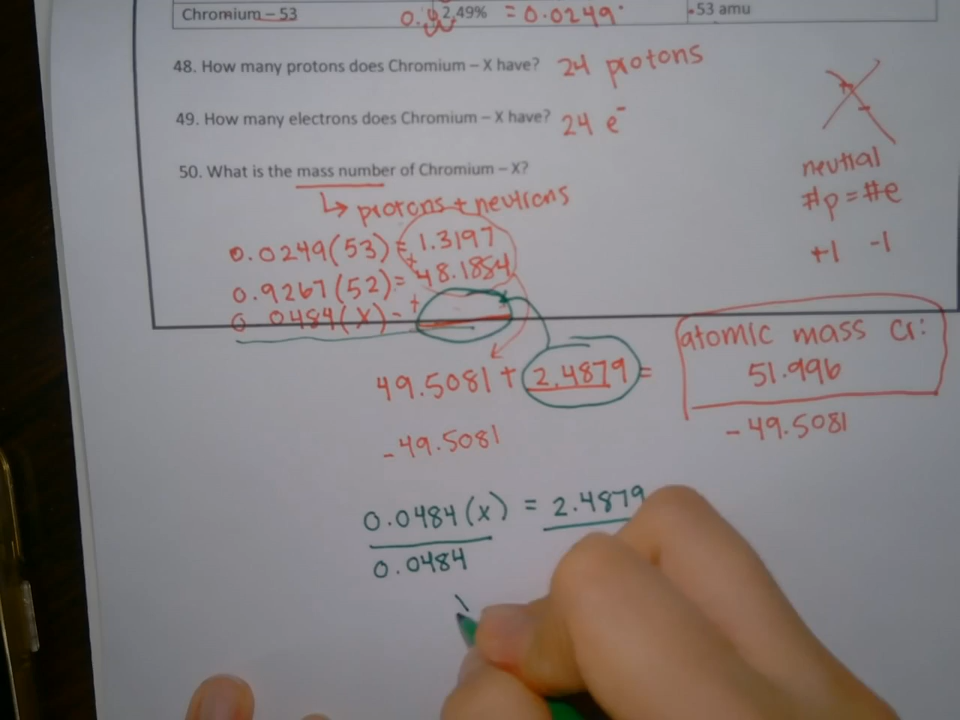 Chromium – 53 0. 2.49% = 0.0249 53 amu
48. How many protons does Chromium – X have? 24 protons
49. How many electrons does Chromium – X have? 24 e⁻
50. What is the mass number of Chromium – X?
↳ protons + neutrons
neutral
#p = #e
+1 -1
0.0249(53) = 1.3197
+
0.9267(52) = 48.1884
0.0484(X) = +
atomic mass Cr:
51.996
49.5081 + 2.4879 =
- 49.5081
- 49.5081
0.0484(x) = 2.4879
0.0484